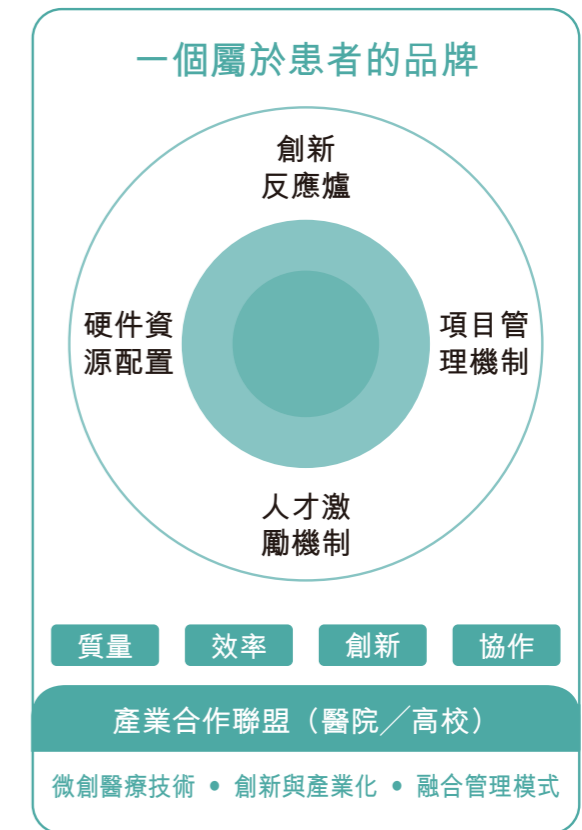 一個屬於患者的品牌
創新
反應爐
硬件資
源配置
項目管
理機制
人才激
勵機制
質量
效率
創新
協作
產業合作聯盟（醫院╱高校）
微創醫療技術 • 創新與產業化 • 融合管理模式